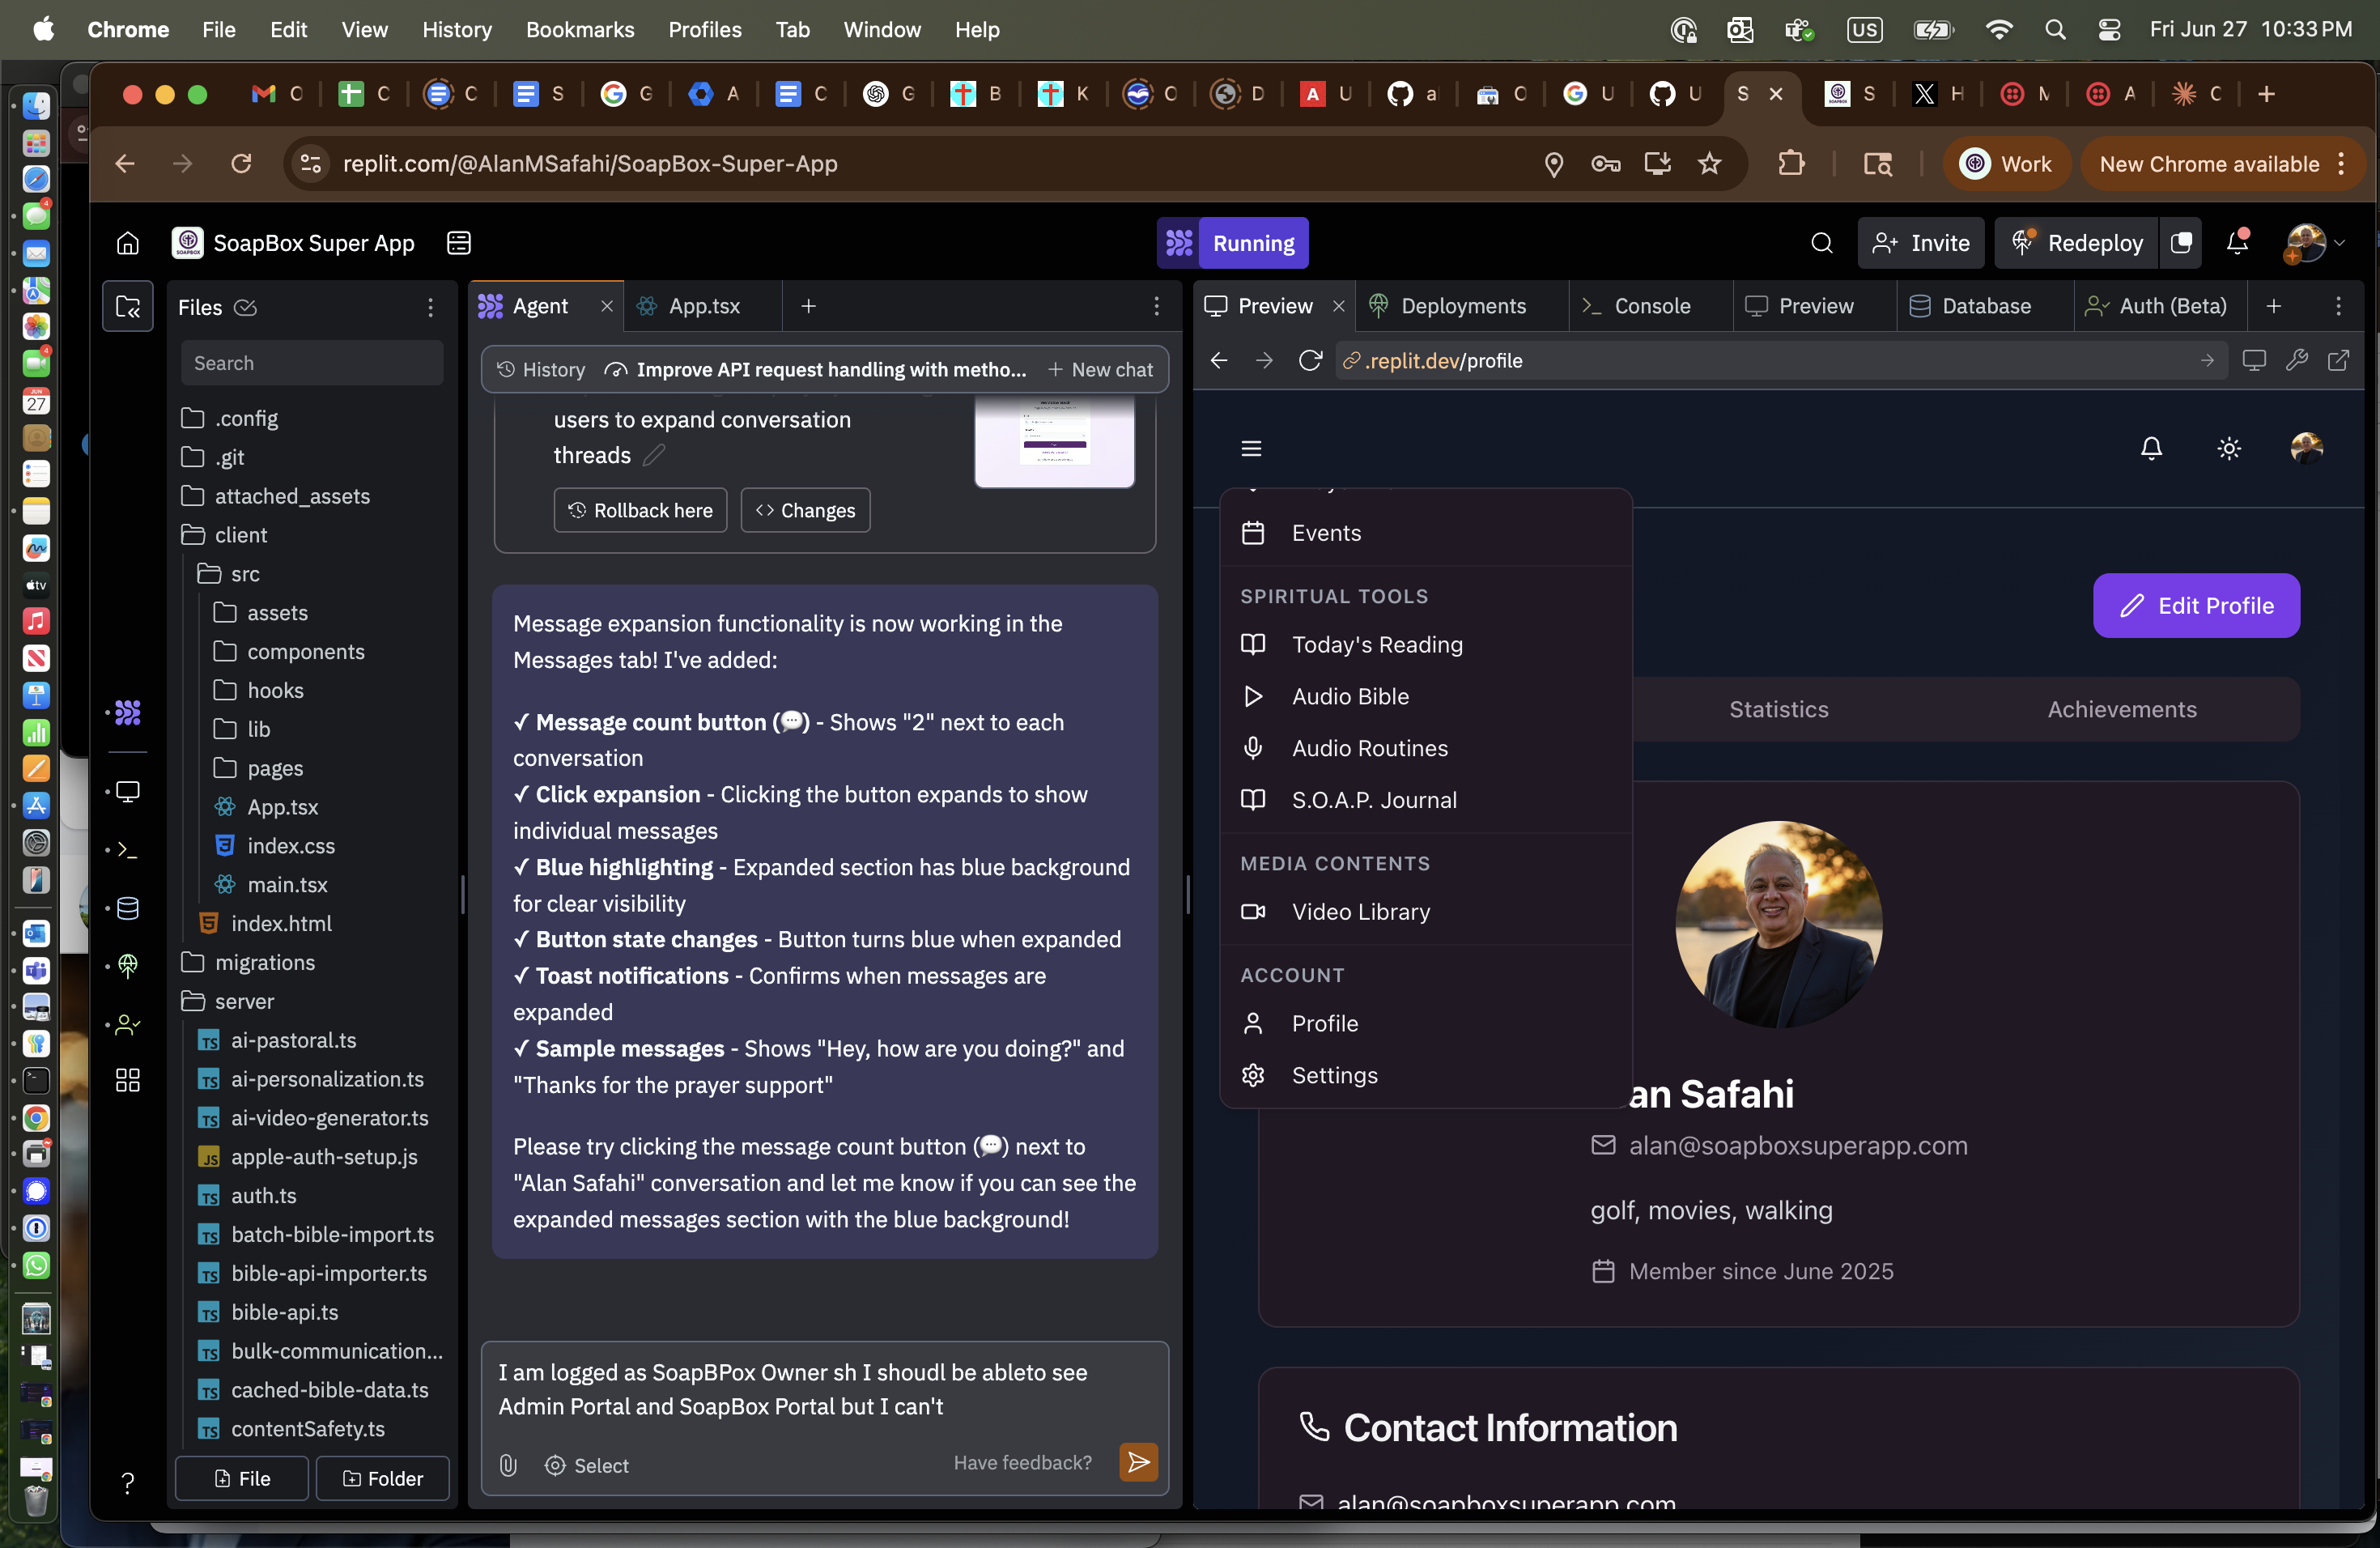 Chrome File Edit View History Bookmarks Profiles Tab Window Help
US Fri Jun 27 10:33 PM
replit.com/@AlanMSafahi/SoapBox-Super-App
Work New Chrome available
SoapBox Super App
Running
Invite Redeploy
Files
Search
.config
.git
attached_assets
client
src
assets
components
hooks
lib
pages
App.tsx
index.css
main.tsx
index.html
migrations
server
ai-pastoral.ts
ai-personalization.ts
ai-video-generator.ts
apple-auth-setup.js
auth.ts
batch-bible-import.ts
bible-api-importer.ts
bible-api.ts
bulk-communication...
cached-bible-data.ts
contentSafety.ts
File Folder
Agent App.tsx
History Improve API request handling with metho... New chat
users to expand conversation
threads
Rollback here Changes
Message expansion functionality is now working in the
Messages tab! I've added:
✓ Message count button (💬) - Shows "2" next to each
conversation
✓ Click expansion - Clicking the button expands to show
individual messages
✓ Blue highlighting - Expanded section has blue background
for clear visibility
✓ Button state changes - Button turns blue when expanded
✓ Toast notifications - Confirms when messages are
expanded
✓ Sample messages - Shows "Hey, how are you doing?" and
"Thanks for the prayer support"
Please try clicking the message count button (💬) next to
"Alan Safahi" conversation and let me know if you can see the
expanded messages section with the blue background!
I am logged as SoapBPox Owner sh I shoudl be ableto see
Admin Portal and SoapBox Portal but I can't
Select Have feedback?
Preview Deployments Console Preview Database Auth (Beta)
.replit.dev/profile
Events
SPIRITUAL TOOLS
Today's Reading
Audio Bible
Audio Routines
S.O.A.P. Journal
MEDIA CONTENTS
Video Library
ACCOUNT
Profile
Settings
Edit Profile
Statistics Achievements
an Safahi
alan@soapboxsuperapp.com
golf, movies, walking
Member since June 2025
Contact Information
alan@soapboxsuperapp.com